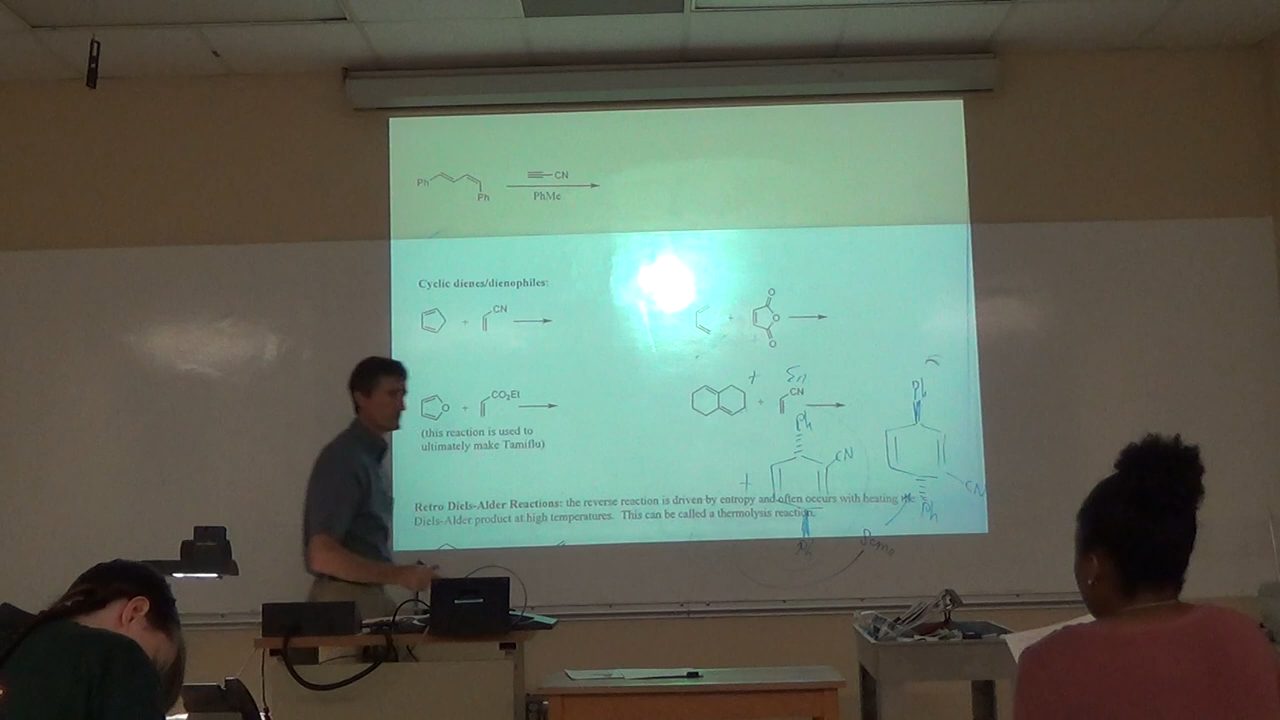 Ph
Ph
≡—CN
PhMe
Cyclic dienes/dienophiles:
+
CN
+
O
O
O
+
CO2Et
O
(this reaction is used to
ultimately make Tamiflu)
+
CN
+
Ph
CN
+
Ph
CN
Ph
Retro Diels-Alder Reactions: the reverse reaction is driven by entropy and often occurs with heating the
Diels-Alder product at high temperatures. This can be called a thermolysis reaction.
Ph